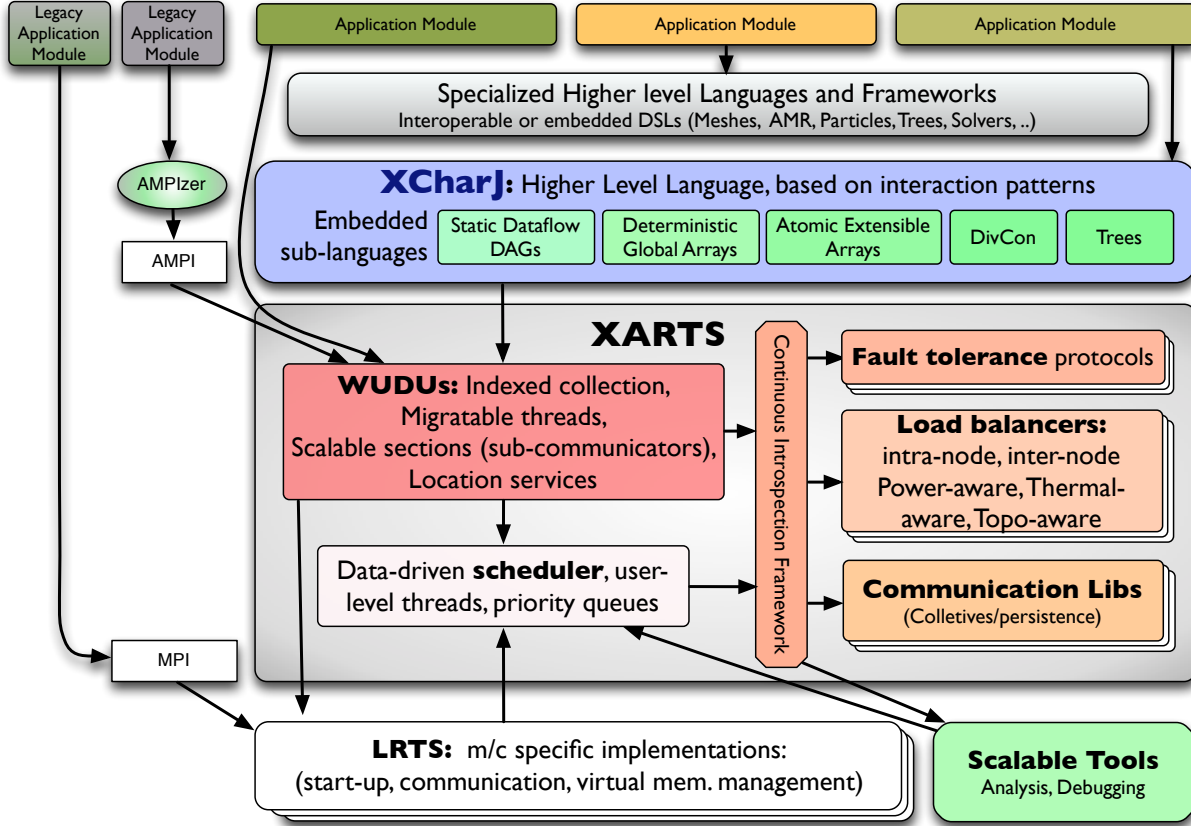 Legacy
Application
Module
Legacy
Application
Module
Application Module
Application Module
Application Module
Specialized Higher level Languages and Frameworks
Interoperable or embedded DSLs (Meshes, AMR, Particles, Trees, Solvers, ..)
AMPIzer
AMPI
XCharJ: Higher Level Language, based on interaction patterns
Embedded
sub-languages
Static Dataflow
DAGs
Deterministic
Global Arrays
Atomic Extensible
Arrays
DivCon
Trees
XARTS
WUDUs: Indexed collection,
Migratable threads,
Scalable sections (sub-communicators),
Location services
Data-driven scheduler, user-
level threads, priority queues
Continuous Introspection Framework
Fault tolerance protocols
Load balancers:
intra-node, inter-node
Power-aware, Thermal-
aware, Topo-aware
Communication Libs
(Colletives/persistence)
MPI
LRTS: m/c specific implementations:
(start-up, communication, virtual mem. management)
Scalable Tools
Analysis, Debugging